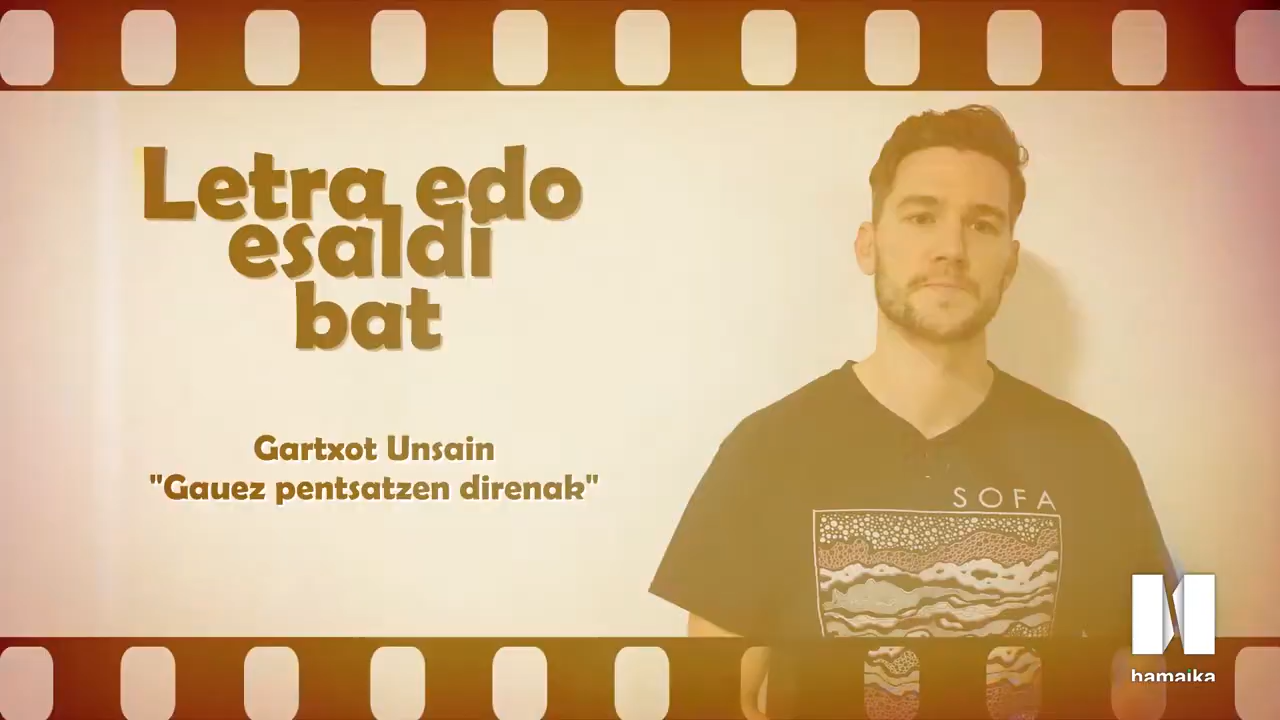 Letra edo
esaldi
bat
Gartxot Unsain
"Gauez pentsatzen direnak"
SOFA
hamaika